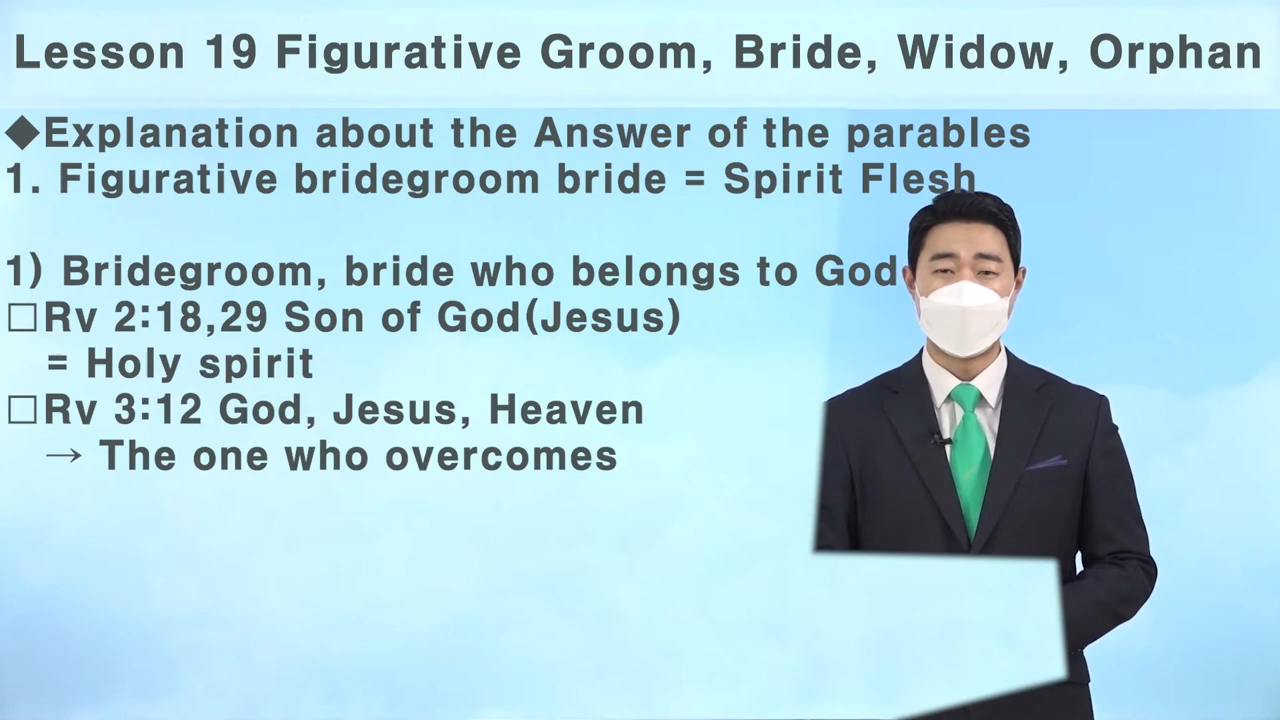 Lesson 19 Figurative Groom, Bride, Widow, Orphan
◆Explanation about the Answer of the parables
1. Figurative bridegroom bride = Spirit Flesh
1) Bridegroom, bride who belongs to God
□Rv 2:18,29 Son of God(Jesus)
= Holy spirit
□Rv 3:12 God, Jesus, Heaven
→ The one who overcomes